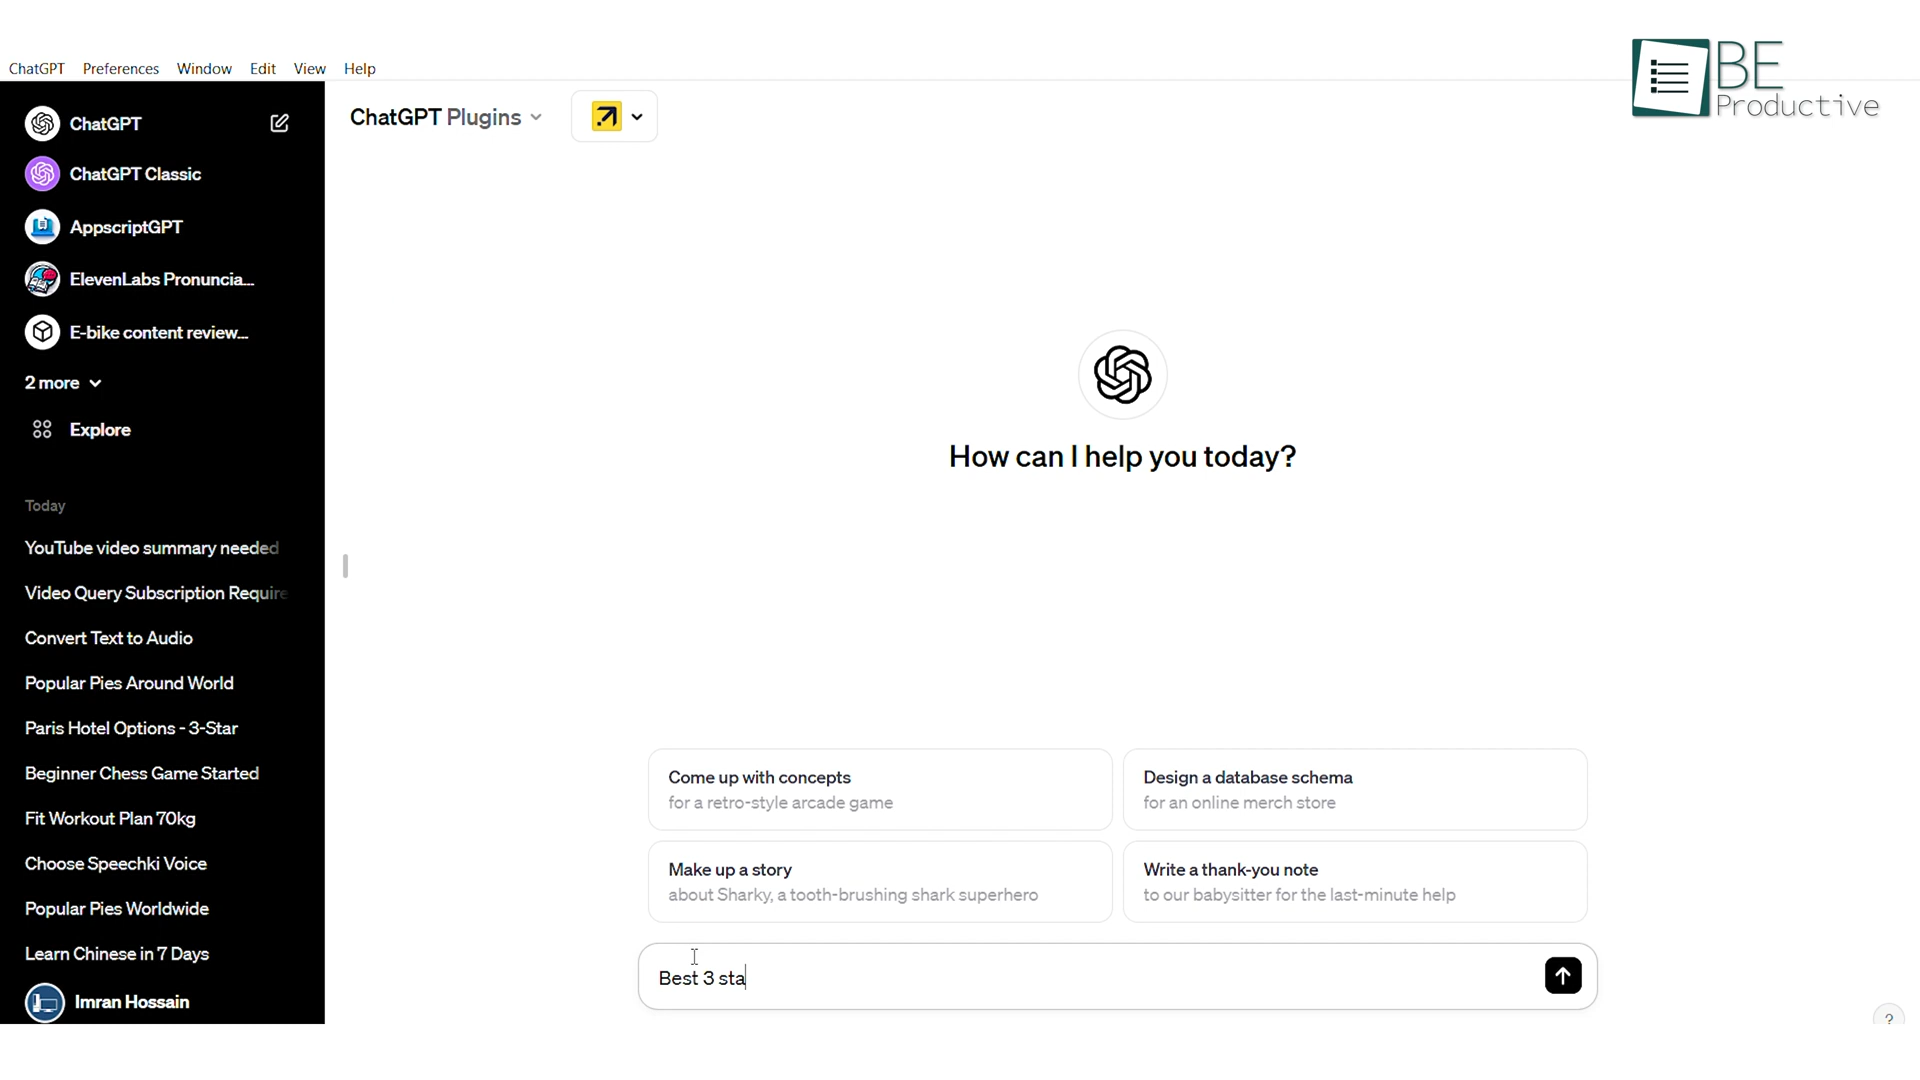 BE
Productive
ChatGPT Preferences Window Edit View Help
ChatGPT
ChatGPT Classic
AppscriptGPT
ElevenLabs Pronuncia...
E-bike content review...
2 more
Explore
Today
YouTube video summary needed
Video Query Subscription Require
Convert Text to Audio
Popular Pies Around World
Paris Hotel Options - 3-Star
Beginner Chess Game Started
Fit Workout Plan 70kg
Choose Speechki Voice
Popular Pies Worldwide
Learn Chinese in 7 Days
Imran Hossain
ChatGPT Plugins
How can I help you today?
Come up with concepts
for a retro-style arcade game
Design a database schema
for an online merch store
Make up a story
about Sharky, a tooth-brushing shark superhero
Write a thank-you note
to our babysitter for the last-minute help
Best 3 sta
?